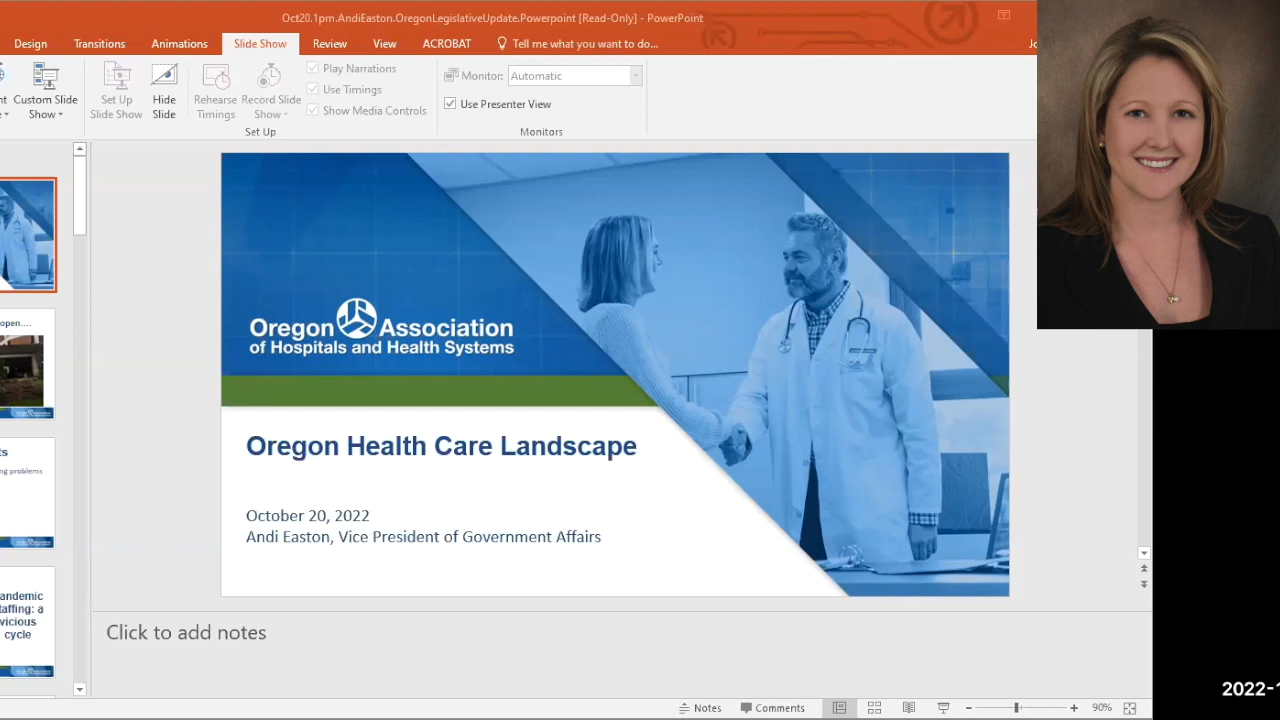 Oct20.1pm.AndiEaston.OregonLegislativeUpdate.Powerpoint [Read-Only] - PowerPoint
Design Transitions Animations Slide Show Review View ACROBAT Tell me what you want to do...
Custom Slide Show
Set Up Slide Show
Hide Slide
Rehearse Timings
Record Slide Show
Play Narrations
Use Timings
Show Media Controls
Set Up
Monitor: Automatic
Use Presenter View
Monitors
open....
ng problems
andemic
taffing: a
vicious
cycle
Oregon Association
of Hospitals and Health Systems
Oregon Health Care Landscape
October 20, 2022
Andi Easton, Vice President of Government Affairs
Click to add notes
Notes Comments 90%
2022-1